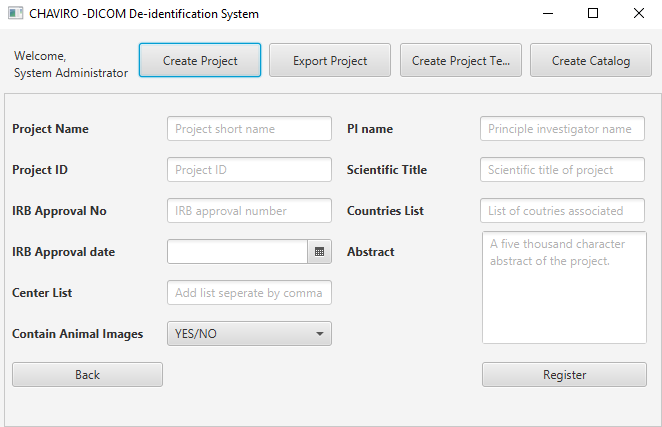 CHAVIRO -DICOM De-identification System
Welcome,
System Administrator
Create Project
Export Project
Create Project Te...
Create Catalog
Project Name
Project short name
PI name
Principle investigator name
Project ID
Project ID
Scientific Title
Scientific title of project
IRB Approval No
IRB approval number
Countries List
List of coutries associated
IRB Approval date
Abstract
A five thousand character
abstract of the project.
Center List
Add list seperate by comma
Contain Animal Images
YES/NO
Back
Register